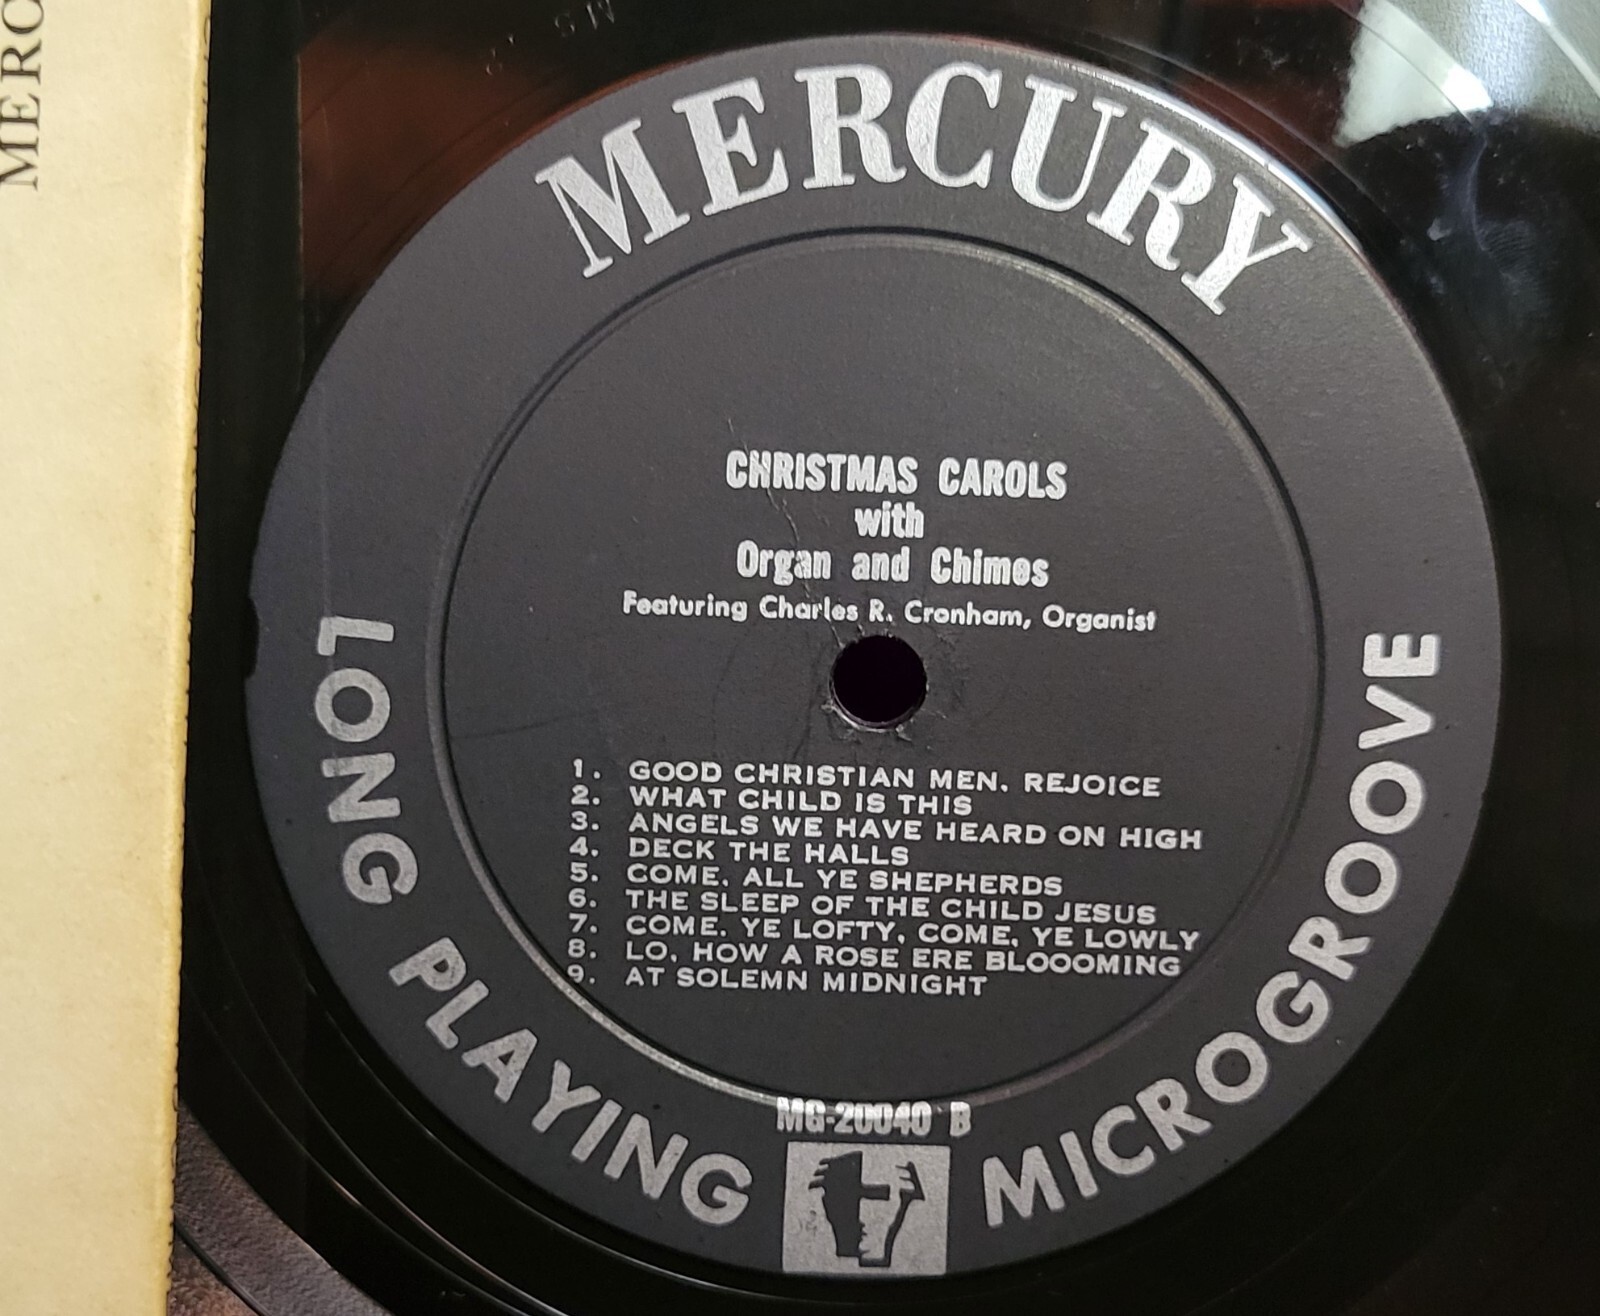 MERC
MERCURY
CHRISTMAS CAROLS
with
Organ and Chimes
Featuring Charles R. Cronham, Organist
1. GOOD CHRISTIAN MEN, REJOICE
2. WHAT CHILD IS THIS
3. ANGELS WE HAVE HEARD ON HIGH
4. DECK THE HALLS
5. COME, ALL YE SHEPHERDS
6. THE SLEEP OF THE CHILD JESUS
7. COME, YE LOFTY, COME, YE LOWLY
8. LO, HOW A ROSE ERE BLOOOMING
9. AT SOLEMN MIDNIGHT
MG-20040 B
LONG PLAYING MICROGROOVE